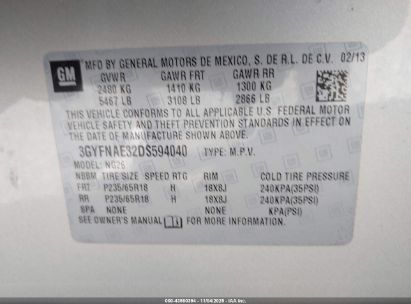 GM
MFD BY GENERAL MOTORS DE MEXICO, S. DE R.L. DE C.V. 02/13
GVWR GAWR FRT GAWR RR
2480 KG 1410 KG 1300 KG
5467 LB 3108 LB 2866 LB
THIS VEHICLE CONFORMS TO ALL APPLICABLE U.S. FEDERAL MOTOR
VEHICLE SAFETY AND THEFT PREVENTION STANDARDS IN EFFECT ON
THE DATE OF MANUFACTURE SHOWN ABOVE.
3GYFNAE32DS594040 TYPE: M.P.V.
MODEL: NG26
NBBM TIRE SIZE SPEED RTG RIM COLD TIRE PRESSURE
FRT P235/65R18 H 18X8J 240KPA(35PSI)
RR P235/65R18 H 18X8J 240KPA(35PSI)
SPA NONE NONE KPA(PSI)
SEE OWNER'S MANUAL FOR MORE INFORMATION.